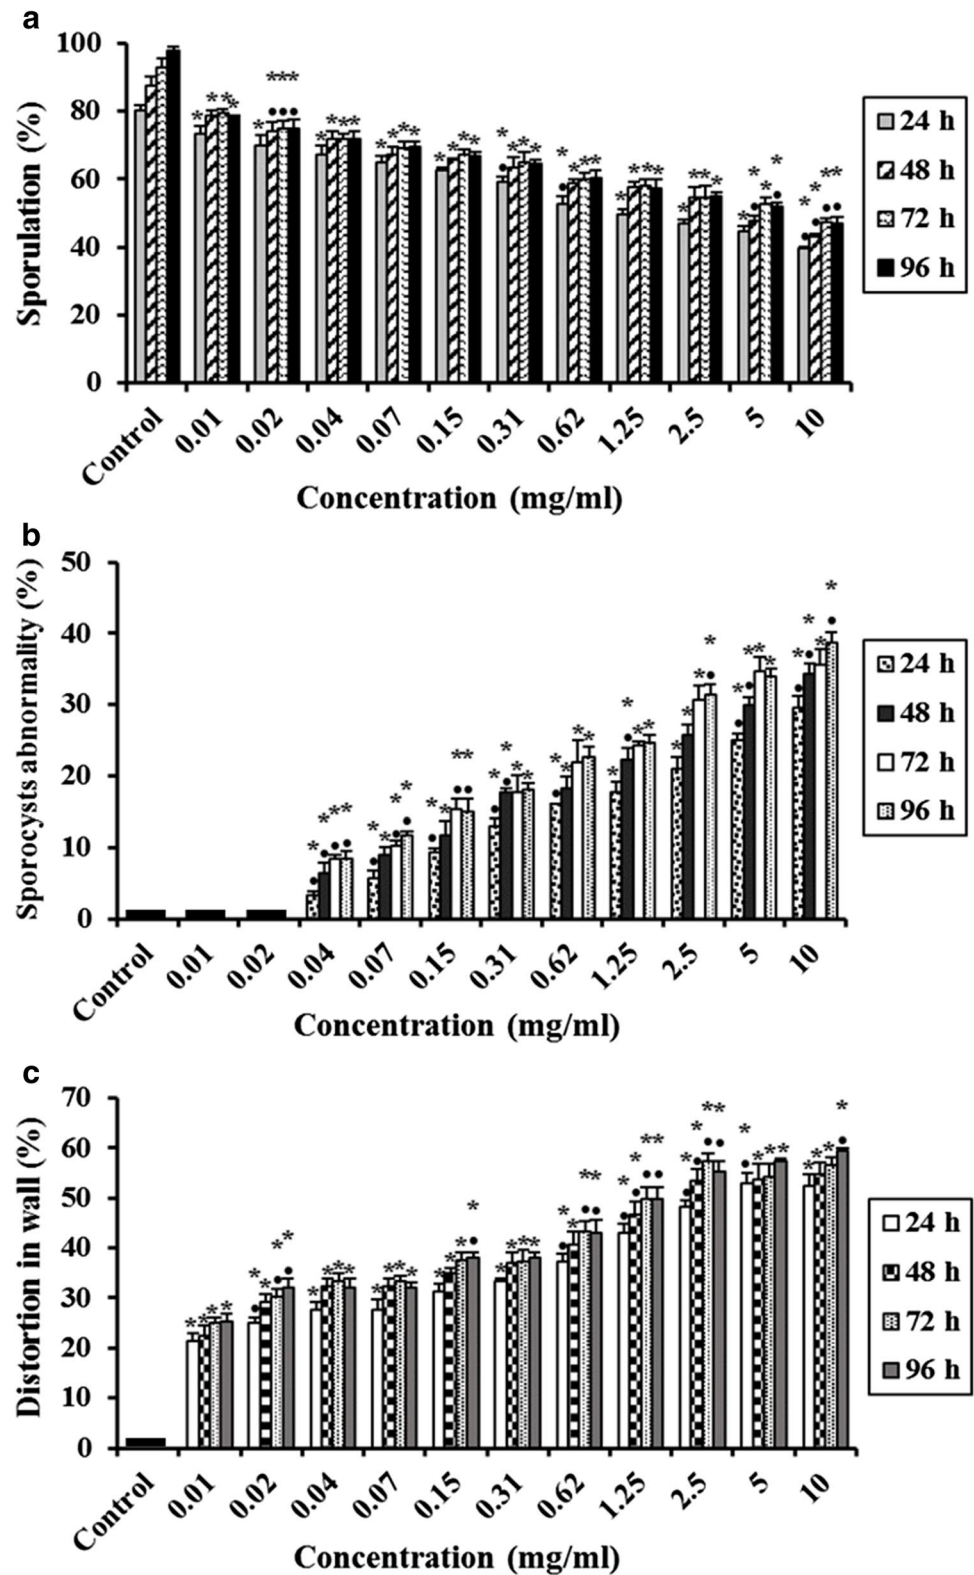 a
Sporulation (%)
100
80
60
40
20
0
Control 0.01 0.02 0.04 0.07 0.15 0.31 0.62 1.25 2.5 5 10
Concentration (mg/ml)
24 h
48 h
72 h
96 h
b
Sporocysts abnormality (%)
50
40
30
20
10
0
Control 0.01 0.02 0.04 0.07 0.15 0.31 0.62 1.25 2.5 5 10
Concentration (mg/ml)
24 h
48 h
72 h
96 h
c
Distortion in wall (%)
70
60
50
40
30
20
10
0
Control 0.01 0.02 0.04 0.07 0.15 0.31 0.62 1.25 2.5 5 10
Concentration (mg/ml)
24 h
48 h
72 h
96 h